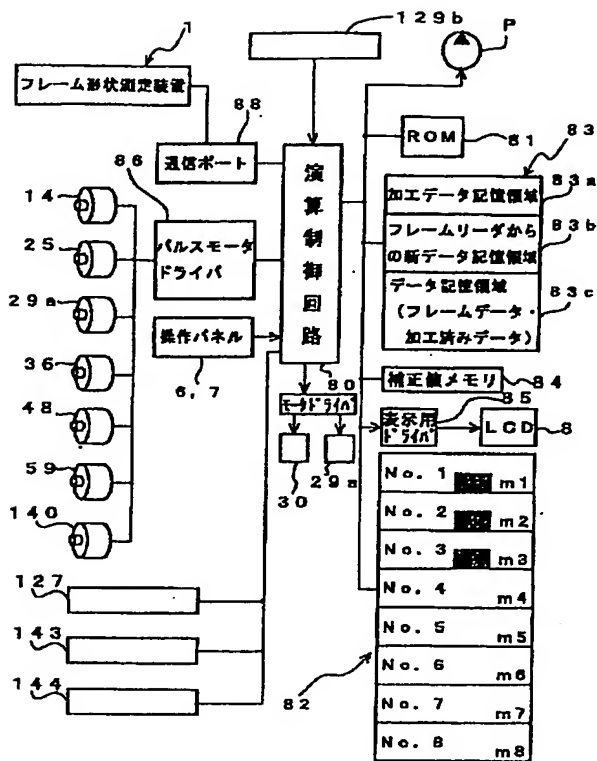 129b
P
1
フレーム形状測定装置
88
通信ポート
86
ROM
81
83
演算制御回路
加工データ記憶領域
83a
フレームリーダから
の新データ記憶領域
83b
データ記憶領域
(フレームデータ・
加工済みデータ)
83c
14
25
29a
36
48
59
140
パルスモータ
ドライバ
操作パネル
6, 7
80
モータドライバ
30
29a
補正値メモリ
84
85
表示用
ドライバ
LCD
8
No. 1 m1
No. 2 m2
No. 3 m3
No. 4 m4
No. 5 m5
No. 6 m6
No. 7 m7
No. 8 m8
82
127
143
144